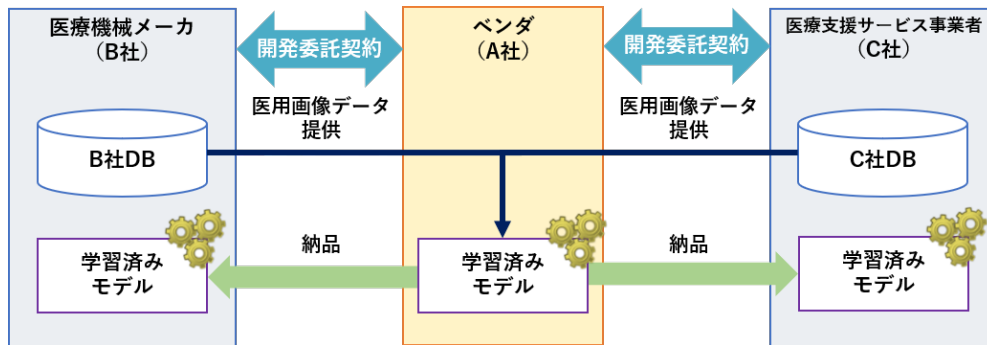 医療機械メーカ
（B社）
開発委託契約
ベンダ
（A社）
開発委託契約
医療支援サービス事業者
（C社）
医用画像データ
提供
医用画像データ
提供
B社DB
C社DB
学習済み
モデル
納品
学習済み
モデル
納品
学習済み
モデル